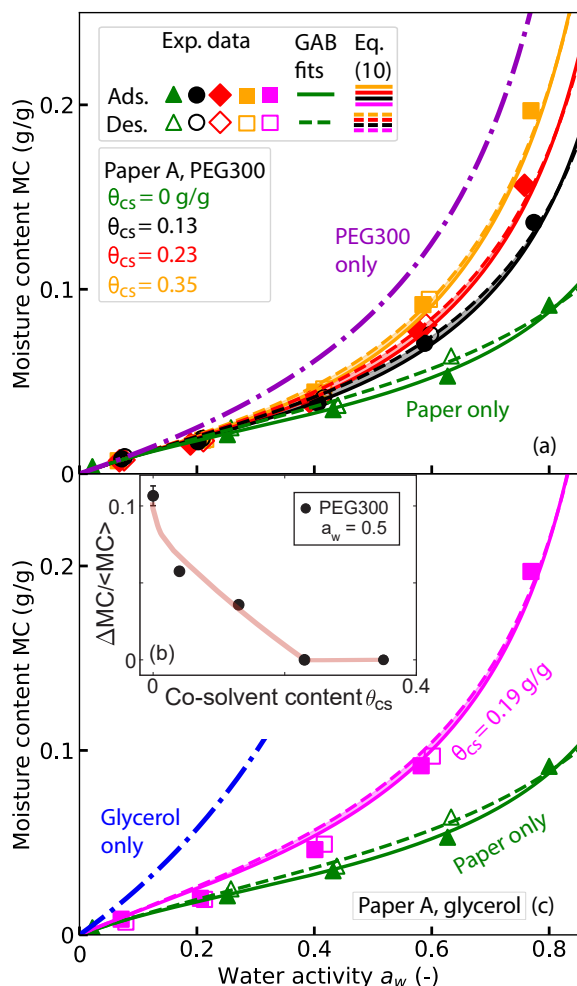 Exp. data
GAB fits
Eq. (10)
Ads.
Des.
Paper A, PEG300
θcs = 0 g/g
θcs = 0.13
θcs = 0.23
θcs = 0.35
PEG300 only
Paper only
(a)
Moisture content MC (g/g)
0.2
0.1
0
0.1
0
ΔMC/<MC>
PEG300
a_w = 0.5
(b)
0
0.4
Co-solvent content θcs
θcs = 0.19 g/g
Glycerol only
Paper only
Paper A, glycerol (c)
Moisture content MC (g/g)
0.2
0.1
0
0
0.2
0.4
0.6
0.8
Water activity a_w (-)